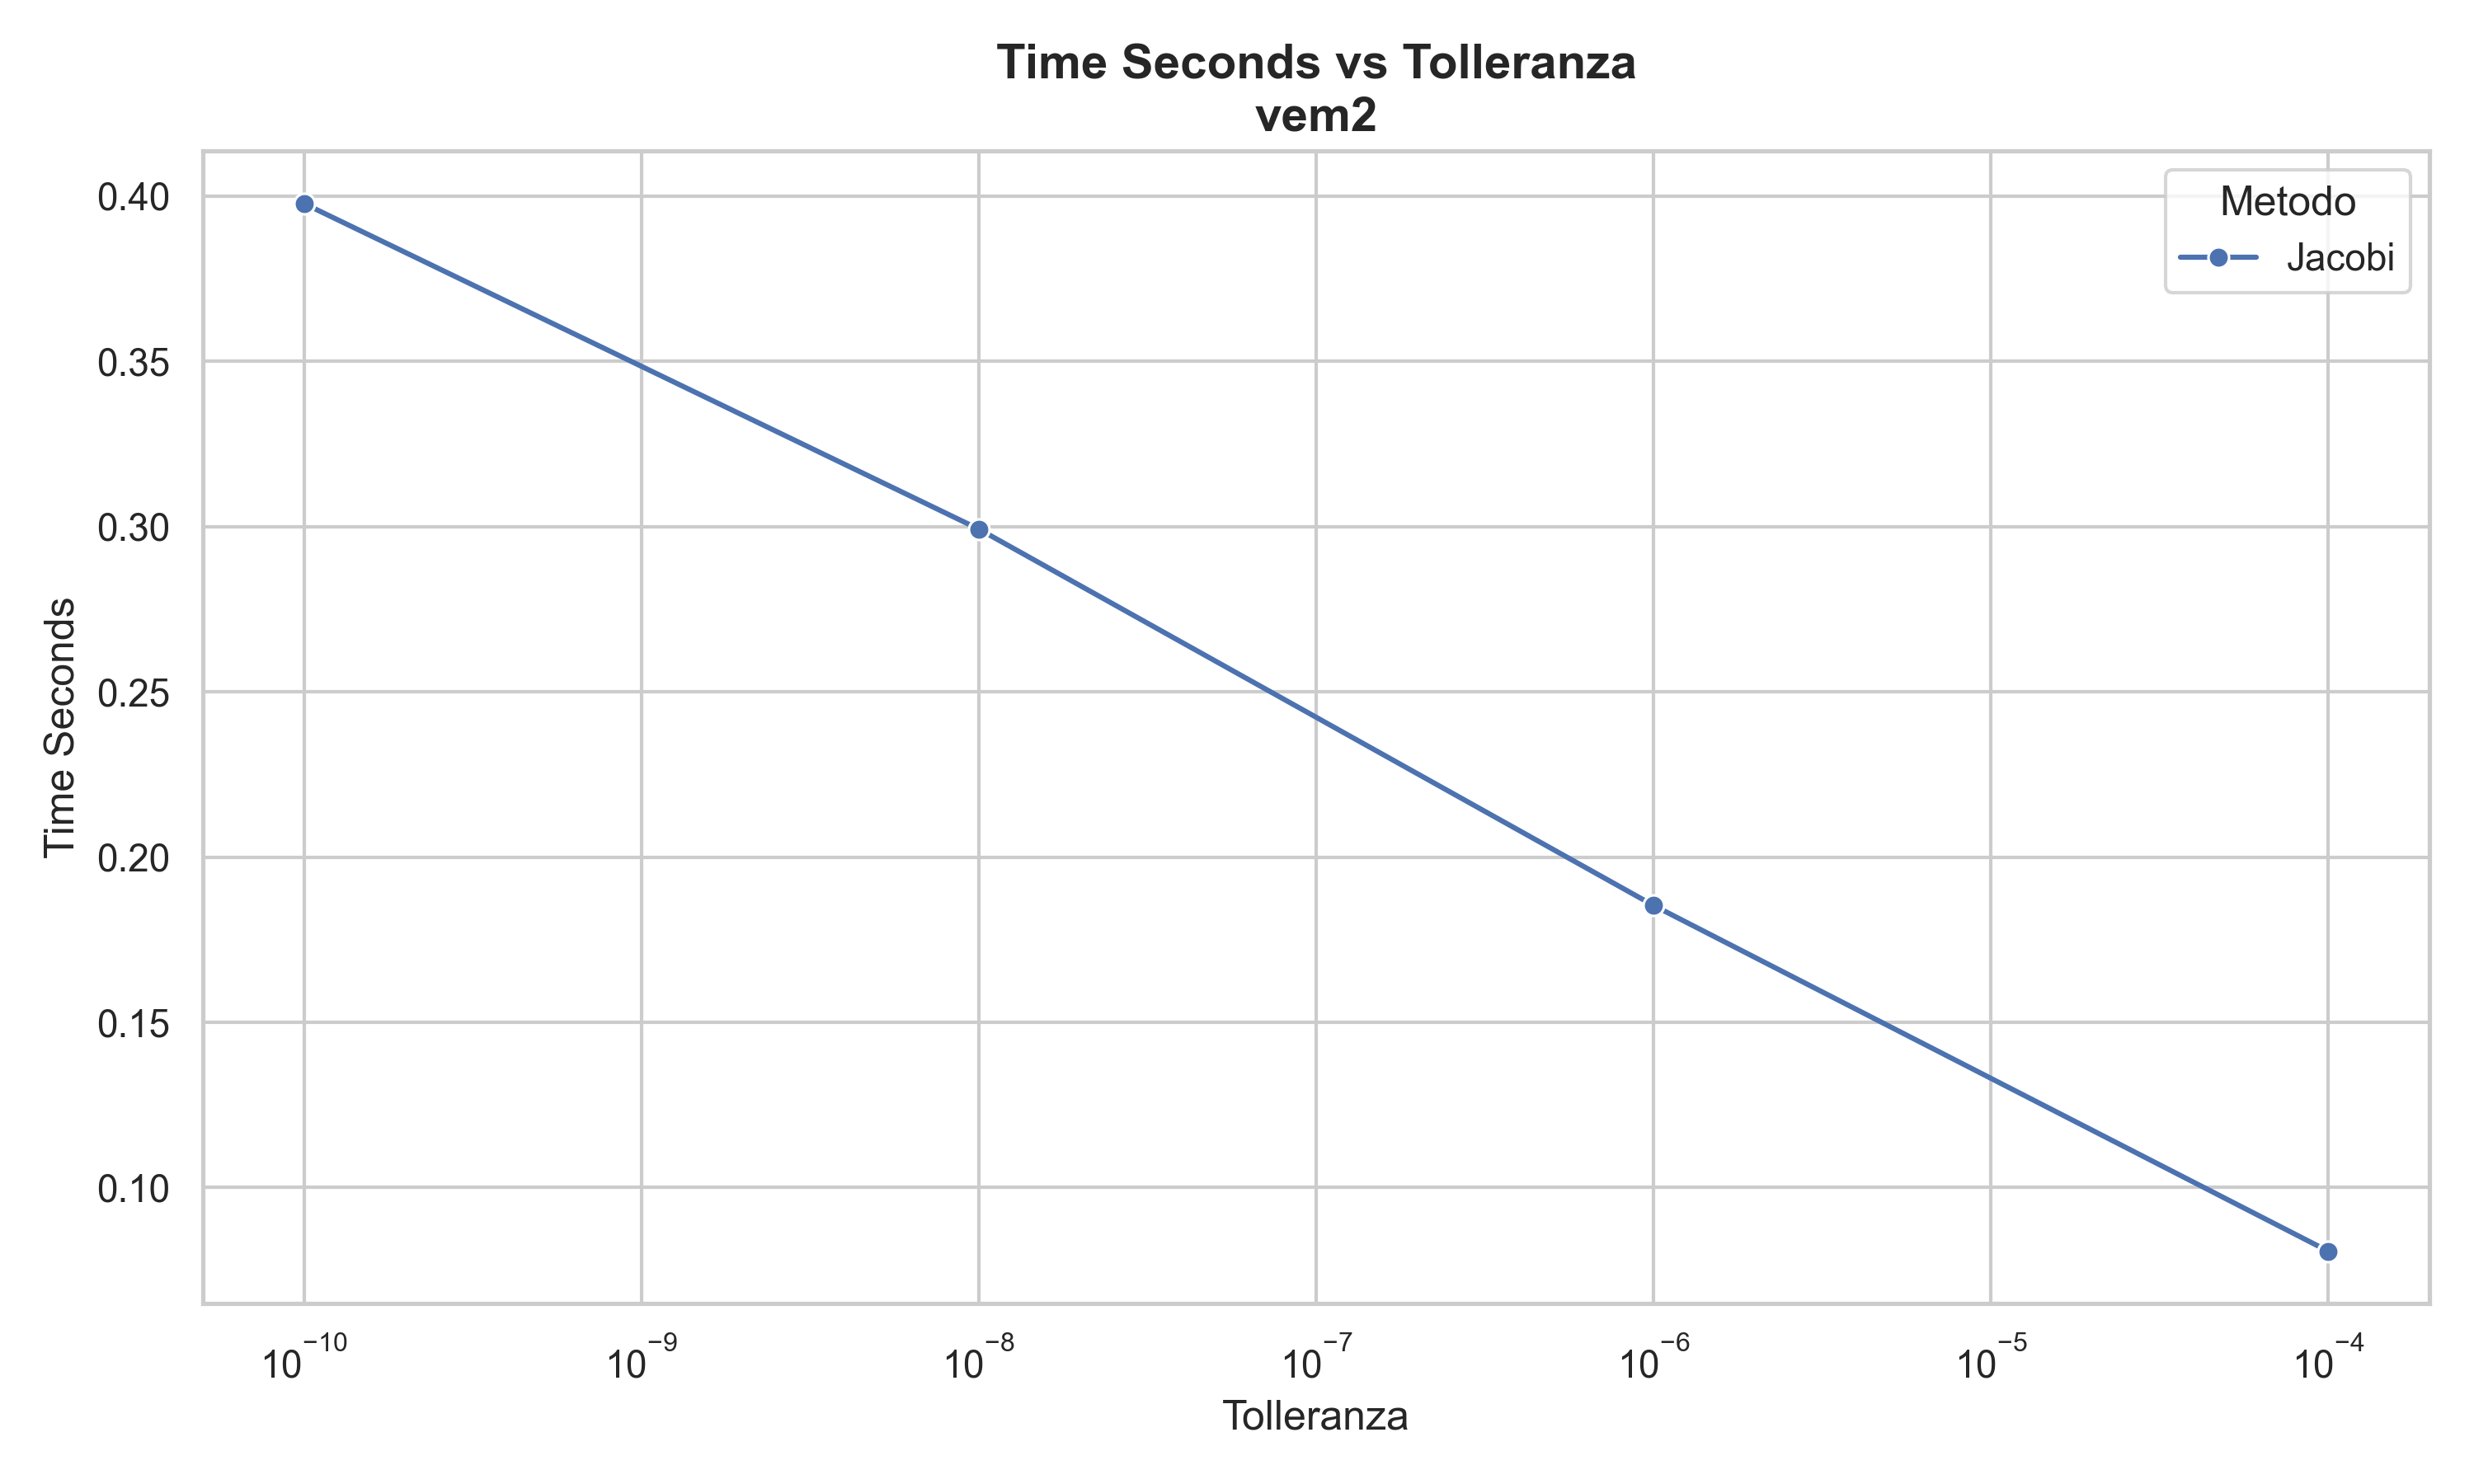 Time Seconds vs Tolleranza
vem2
Metodo
Jacobi
Time Seconds
0.40
0.35
0.30
0.25
0.20
0.15
0.10
10⁻¹⁰ 10⁻⁹ 10⁻⁸ 10⁻⁷ 10⁻⁶ 10⁻⁵ 10⁻⁴
Tolleranza